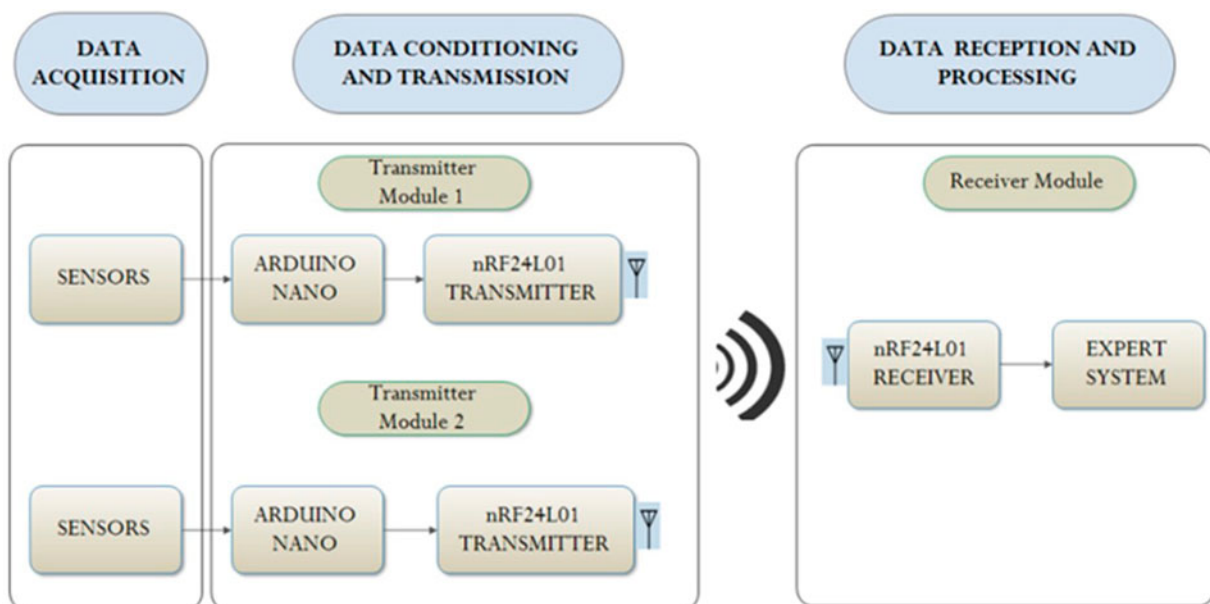 DATA
ACQUISITION
DATA CONDITIONING
AND TRANSMISSION
DATA RECEPTION AND
PROCESSING
Transmitter
Module 1
Receiver Module
SENSORS
ARDUINO
NANO
nRF24L01
TRANSMITTER
nRF24L01
RECEIVER
EXPERT
SYSTEM
Transmitter
Module 2
SENSORS
ARDUINO
NANO
nRF24L01
TRANSMITTER